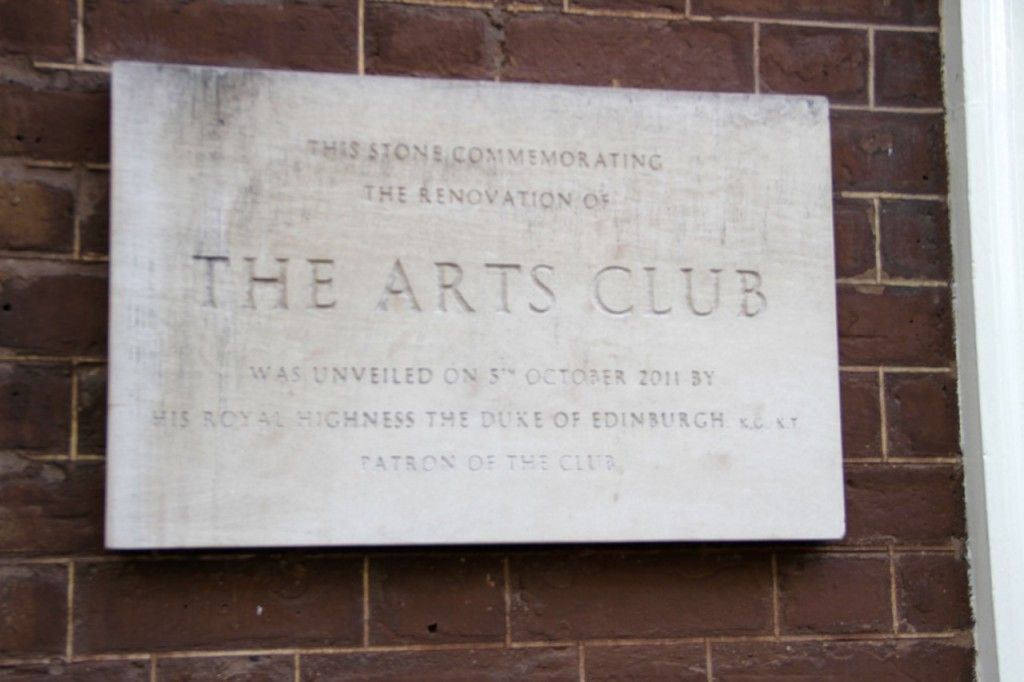 THIS STONE COMMEMORATING
THE RENOVATION OF
THE ARTS CLUB
WAS UNVEILED ON 5TH OCTOBER 2011 BY
HIS ROYAL HIGHNESS THE DUKE OF EDINBURGH, K.G., K.T.
PATRON OF THE CLUB